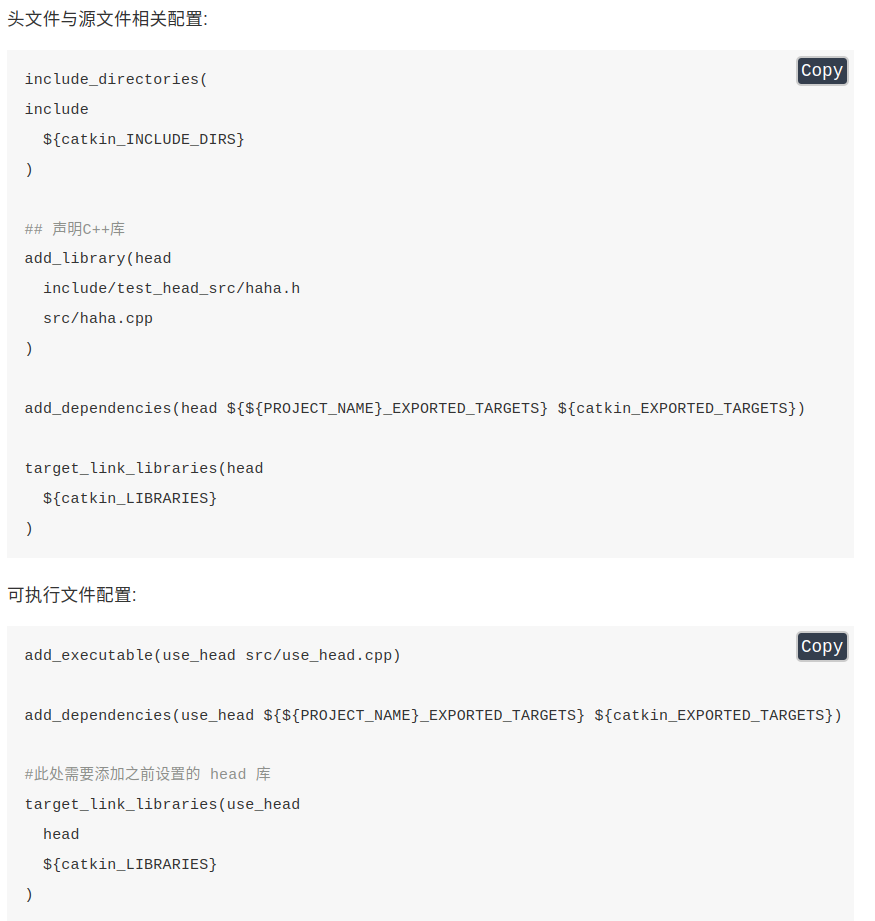 头文件与源文件相关配置:
Copy
include_directories(
include
  ${catkin_INCLUDE_DIRS}
)
## 声明C++库
add_library(head
  include/test_head_src/haha.h
  src/haha.cpp
)
add_dependencies(head ${${PROJECT_NAME}_EXPORTED_TARGETS} ${catkin_EXPORTED_TARGETS})
target_link_libraries(head
  ${catkin_LIBRARIES}
)
可执行文件配置:
Copy
add_executable(use_head src/use_head.cpp)
add_dependencies(use_head ${${PROJECT_NAME}_EXPORTED_TARGETS} ${catkin_EXPORTED_TARGETS})
#此处需要添加之前设置的 head 库
target_link_libraries(use_head
  head
  ${catkin_LIBRARIES}
)